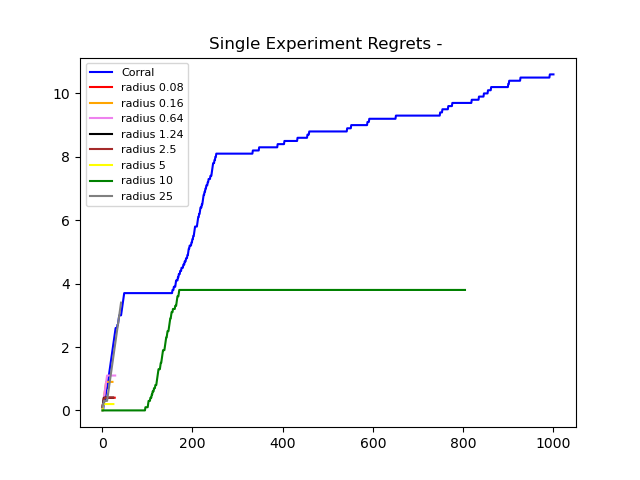 Single Experiment Regrets -
Corral
radius 0.08
radius 0.16
radius 0.64
radius 1.24
radius 2.5
radius 5
radius 10
radius 25
10
8
6
4
2
0
0 200 400 600 800 1000